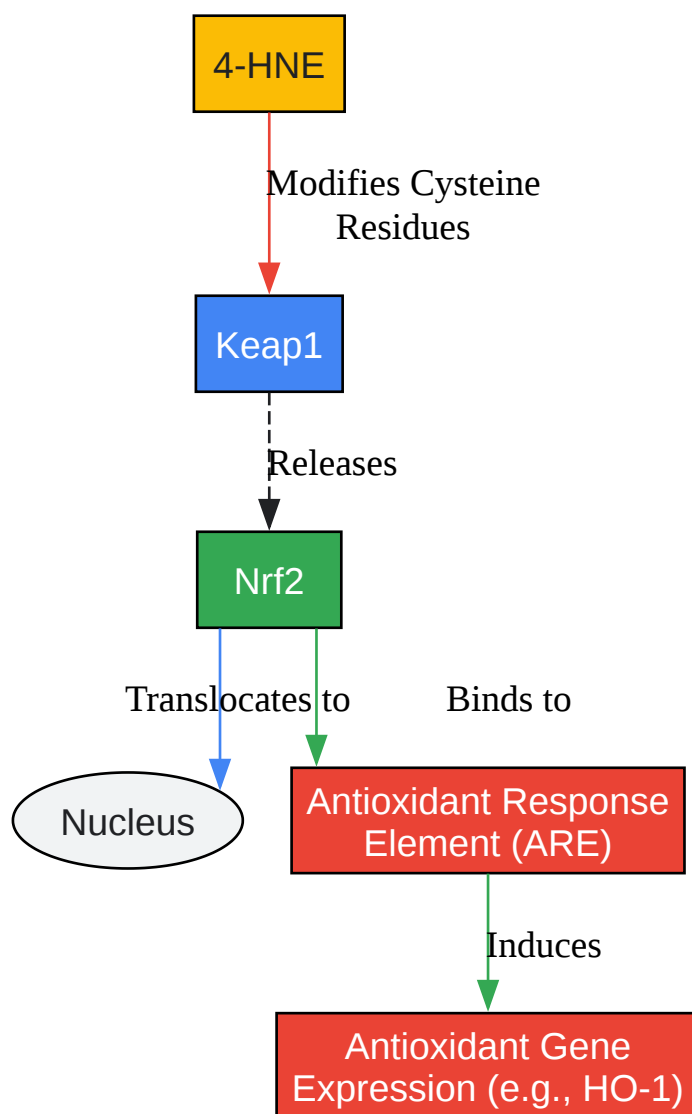 4-HNE
Modifies Cysteine
Residues
Keap1
Releases
Nrf2
Translocates to
Binds to
Nucleus
Antioxidant Response
Element (ARE)
Induces
Antioxidant Gene
Expression (e.g., HO-1)